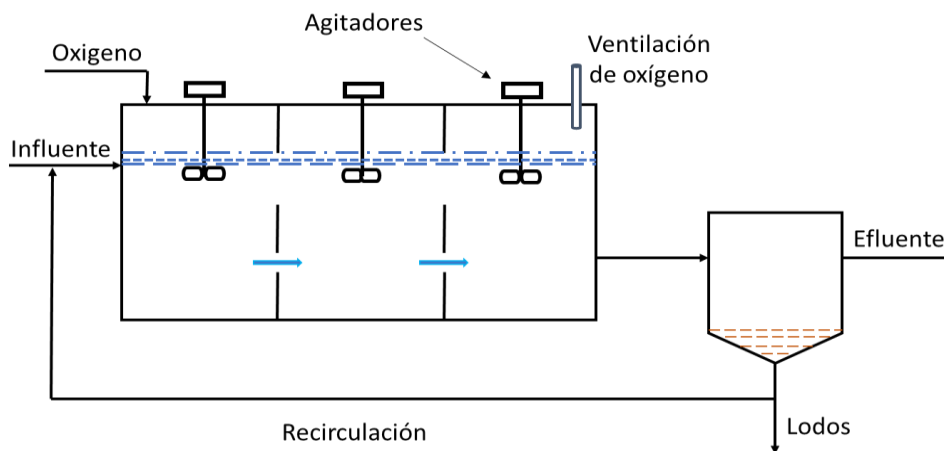 Agitadores
Oxigeno
Ventilación
de oxígeno
Influente
Efluente
Recirculación
Lodos